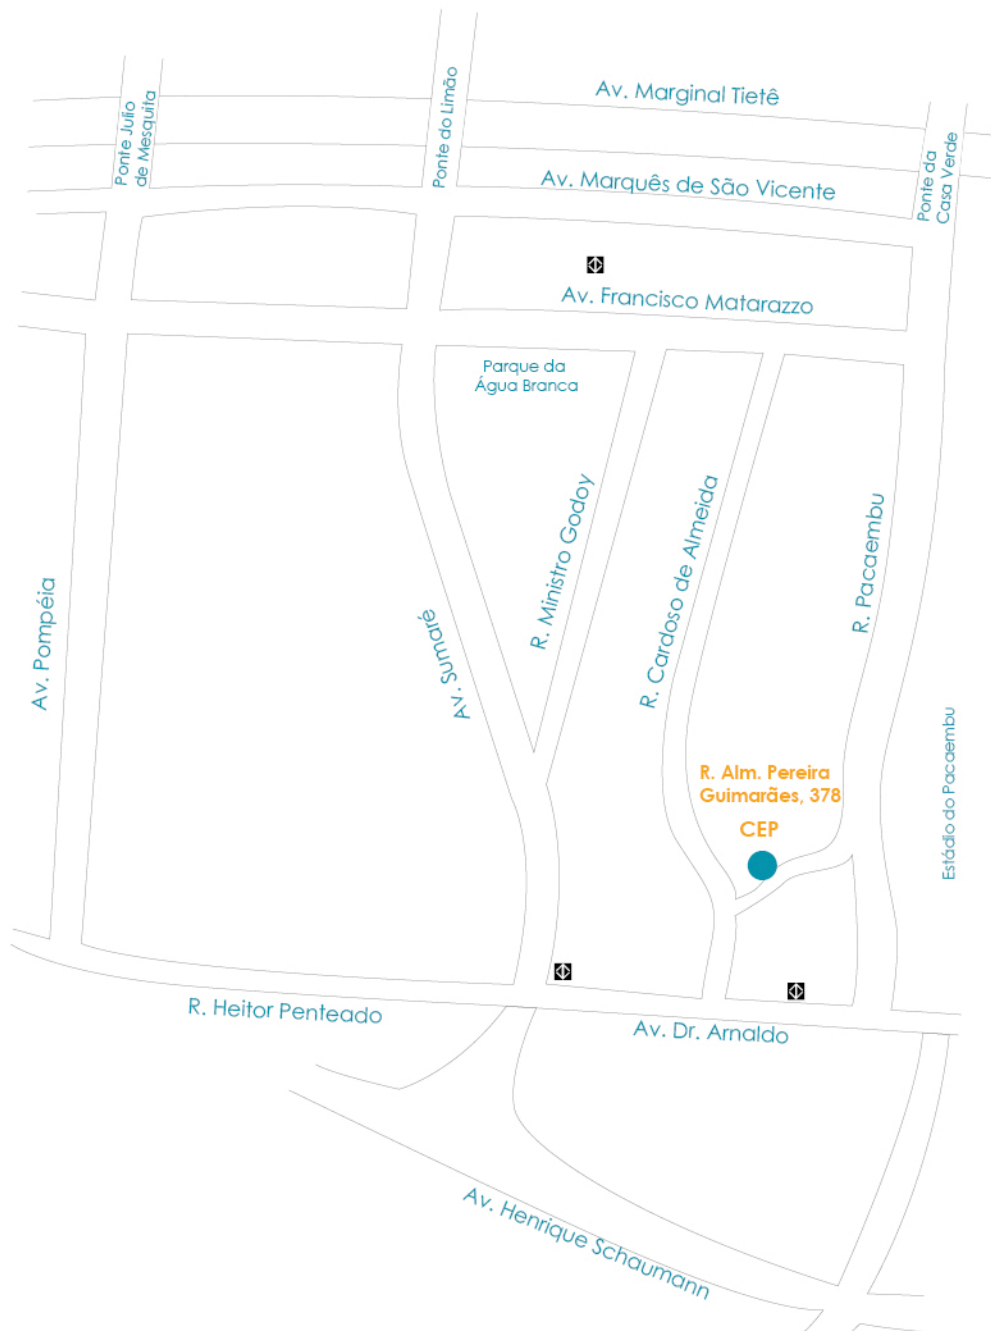 Av. Marginal Tietê
Ponte Julio
de Mesquita
Ponte do Limão
Ponte da
Casa Verde
Av. Marquês de São Vicente
Av. Francisco Matarazzo
Parque da
Água Branca
R. Ministro Godoy
R. Cardoso de Almeida
R. Pacaembu
Av. Pompéia
Av. Sumaré
Estádio do Pacaembu
R. Alm. Pereira
Guimarães, 378
CEP
R. Heitor Penteado
Av. Dr. Arnaldo
Av. Henrique Schaumann